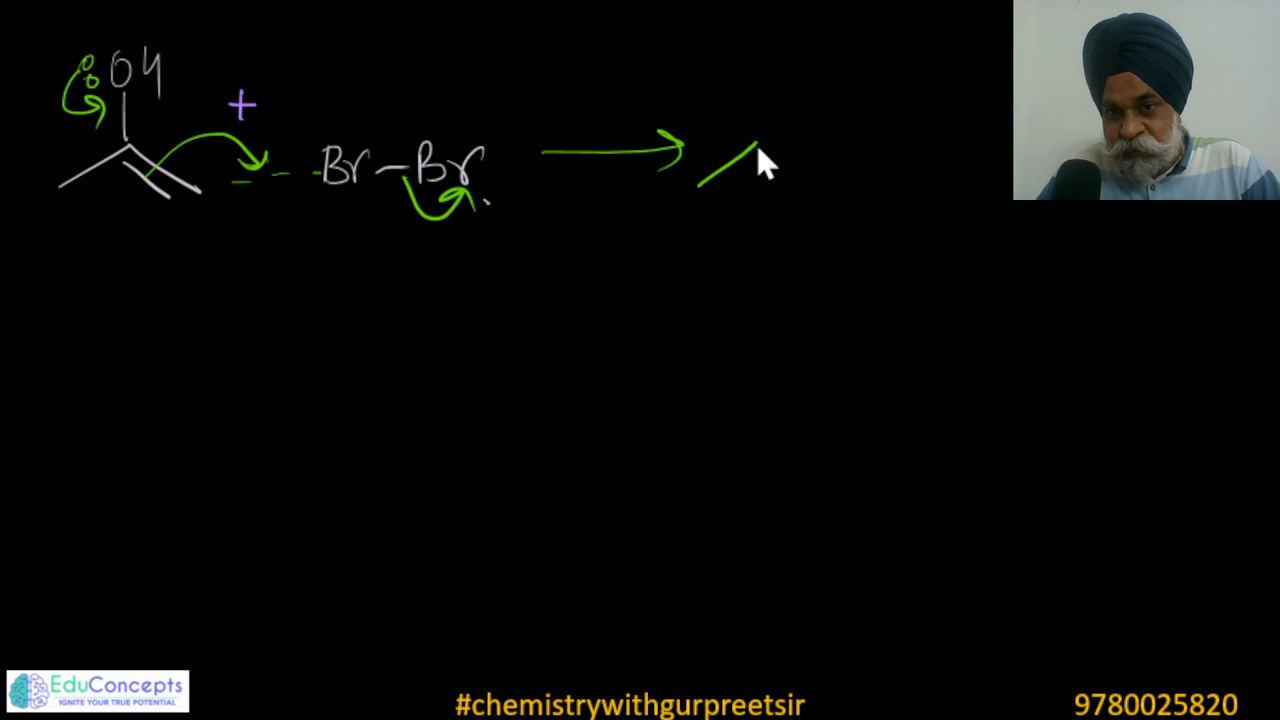 OH
+
Br - Br
EduConcepts
IGNITE YOUR TRUE POTENTIAL
#chemistrywithgurpreetsir
9780025820